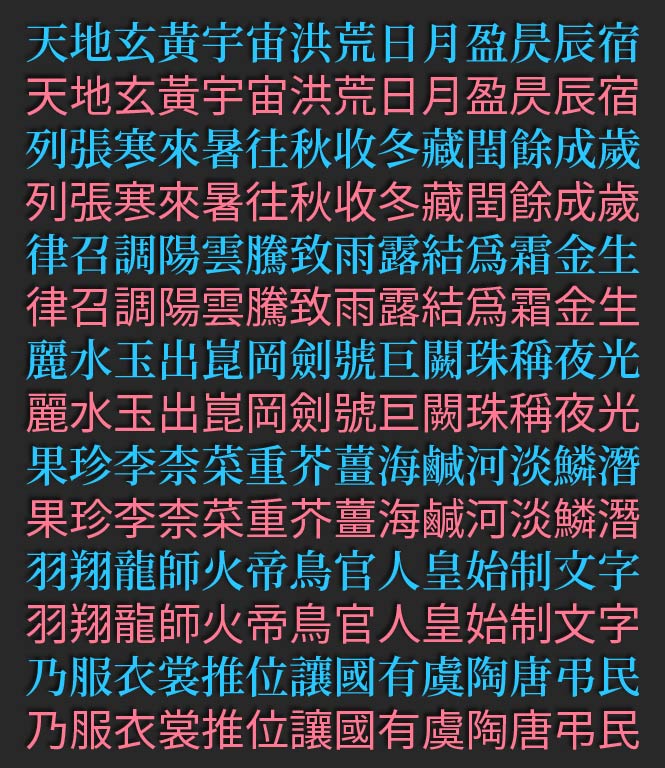 天地玄黃宇宙洪荒日月盈昃辰宿
天地玄黃宇宙洪荒日月盈昃辰宿
列張寒來暑往秋收冬藏閏餘成歲
列張寒來暑往秋收冬藏閏餘成歲
律召調陽雲騰致雨露結爲霜金生
律召調陽雲騰致雨露結爲霜金生
麗水玉出崑岡劍號巨闕珠稱夜光
麗水玉出崑岡劍號巨闕珠稱夜光
果珍李柰菜重芥薑海鹹河淡鱗潛
果珍李柰菜重芥薑海鹹河淡鱗潛
羽翔龍師火帝鳥官人皇始制文字
羽翔龍師火帝鳥官人皇始制文字
乃服衣裳推位讓國有虞陶唐弔民
乃服衣裳推位讓國有虞陶唐弔民